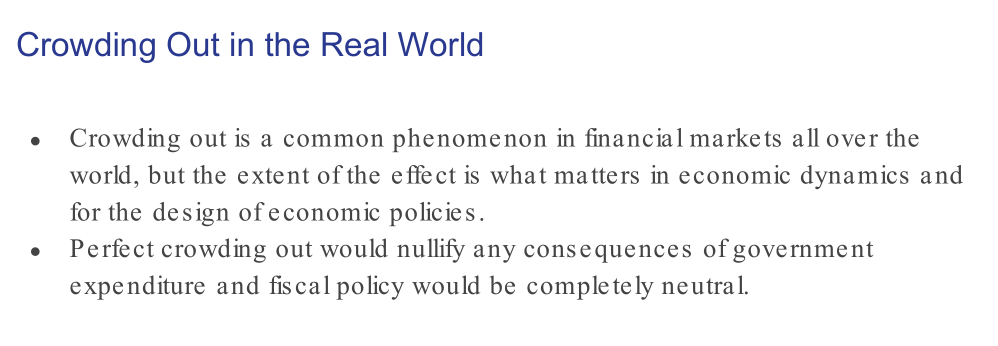 Crowding Out in the Real World
• Crowding out is a common phenomenon in financial markets all over the
world, but the extent of the effect is what matters in economic dynamics and
for the design of economic policies.
• Perfect crowding out would nullify any consequences of government
expenditure and fiscal policy would be completely neutral.